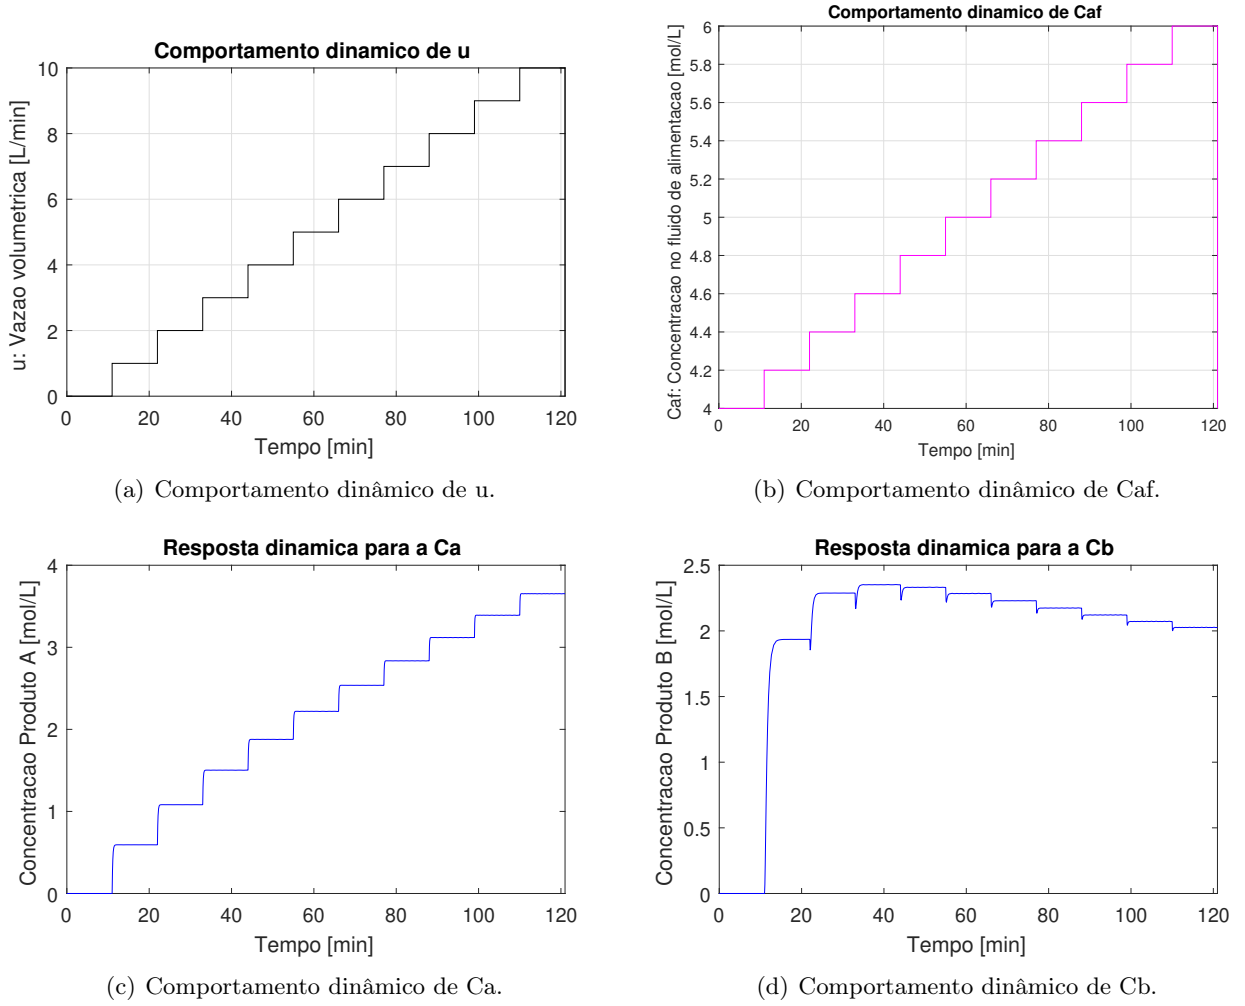 Comportamento dinamico de u
u: Vazao volumetrica [L/min]
10
8
6
4
2
0
0 20 40 60 80 100 120
Tempo [min]
(a) Comportamento dinâmico de u.
Comportamento dinamico de Caf
Caf: Concentracao no fluido de alimentacao [mol/L]
6
5.8
5.6
5.4
5.2
5
4.8
4.6
4.4
4.2
4
0 20 40 60 80 100 120
Tempo [min]
(b) Comportamento dinâmico de Caf.
Resposta dinamica para a Ca
Concentracao Produto A [mol/L]
4
3
2
1
0
0 20 40 60 80 100 120
Tempo [min]
(c) Comportamento dinâmico de Ca.
Resposta dinamica para a Cb
Concentracao Produto B [mol/L]
2.5
2
1.5
1
0.5
0
0 20 40 60 80 100 120
Tempo [min]
(d) Comportamento dinâmico de Cb.